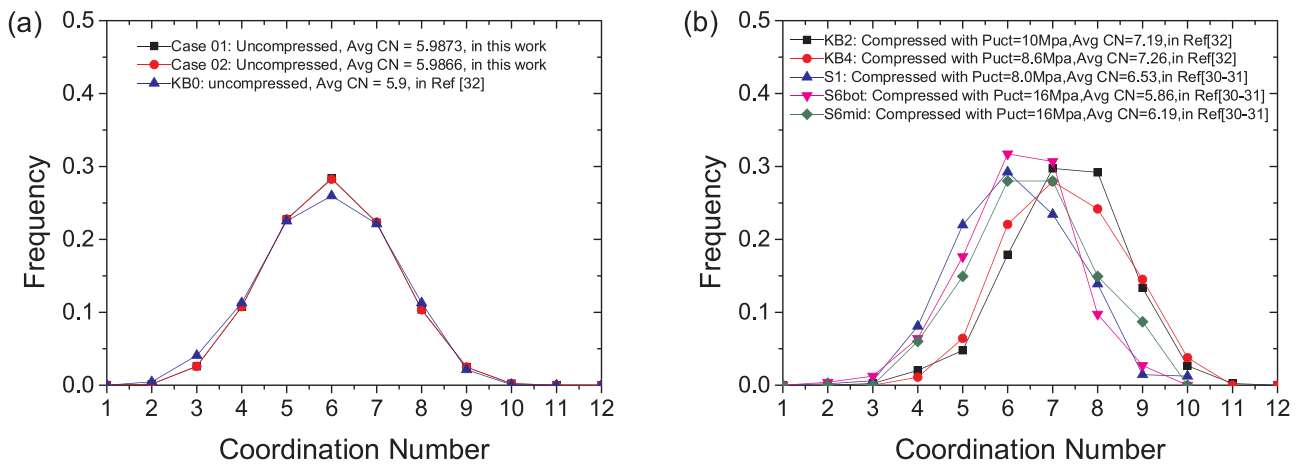 (a)
Case 01: Uncompressed, Avg CN = 5.9873, in this work
Case 02: Uncompressed, Avg CN = 5.9866, in this work
KB0: uncompressed, Avg CN = 5.9, in Ref [32]
Frequency
0.5
0.4
0.3
0.2
0.1
0.0
1 2 3 4 5 6 7 8 9 10 11 12
Coordination Number
(b)
KB2: Compressed with Puct=10Mpa,Avg CN=7.19,in Ref[32]
KB4: Compressed with Puct=8,6Mpa,Avg CN=7.26,in Ref[32]
S1: Compressed with Puct=8.0Mpa,Avg CN=6.53,in Ref[30-31]
S6bot: Compressed with Puct=16Mpa,Avg CN=5.86,in Ref[30-31]
S6mid: Compressed with Puct=16Mpa,Avg CN=6.19,in Ref[30-31]
Frequency
0.5
0.4
0.3
0.2
0.1
0.0
1 2 3 4 5 6 7 8 9 10 11 12
Coordination Number